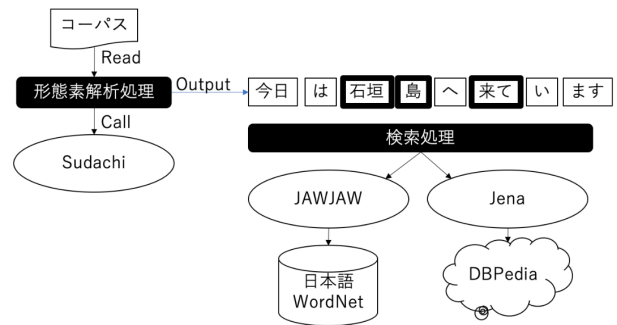 コーパス
Read
形態素解析処理
Output
今日 は 石垣 島 へ 来て い ます
Call
Sudachi
検索処理
JAWJAW
Jena
日本語
WordNet
DBPedia